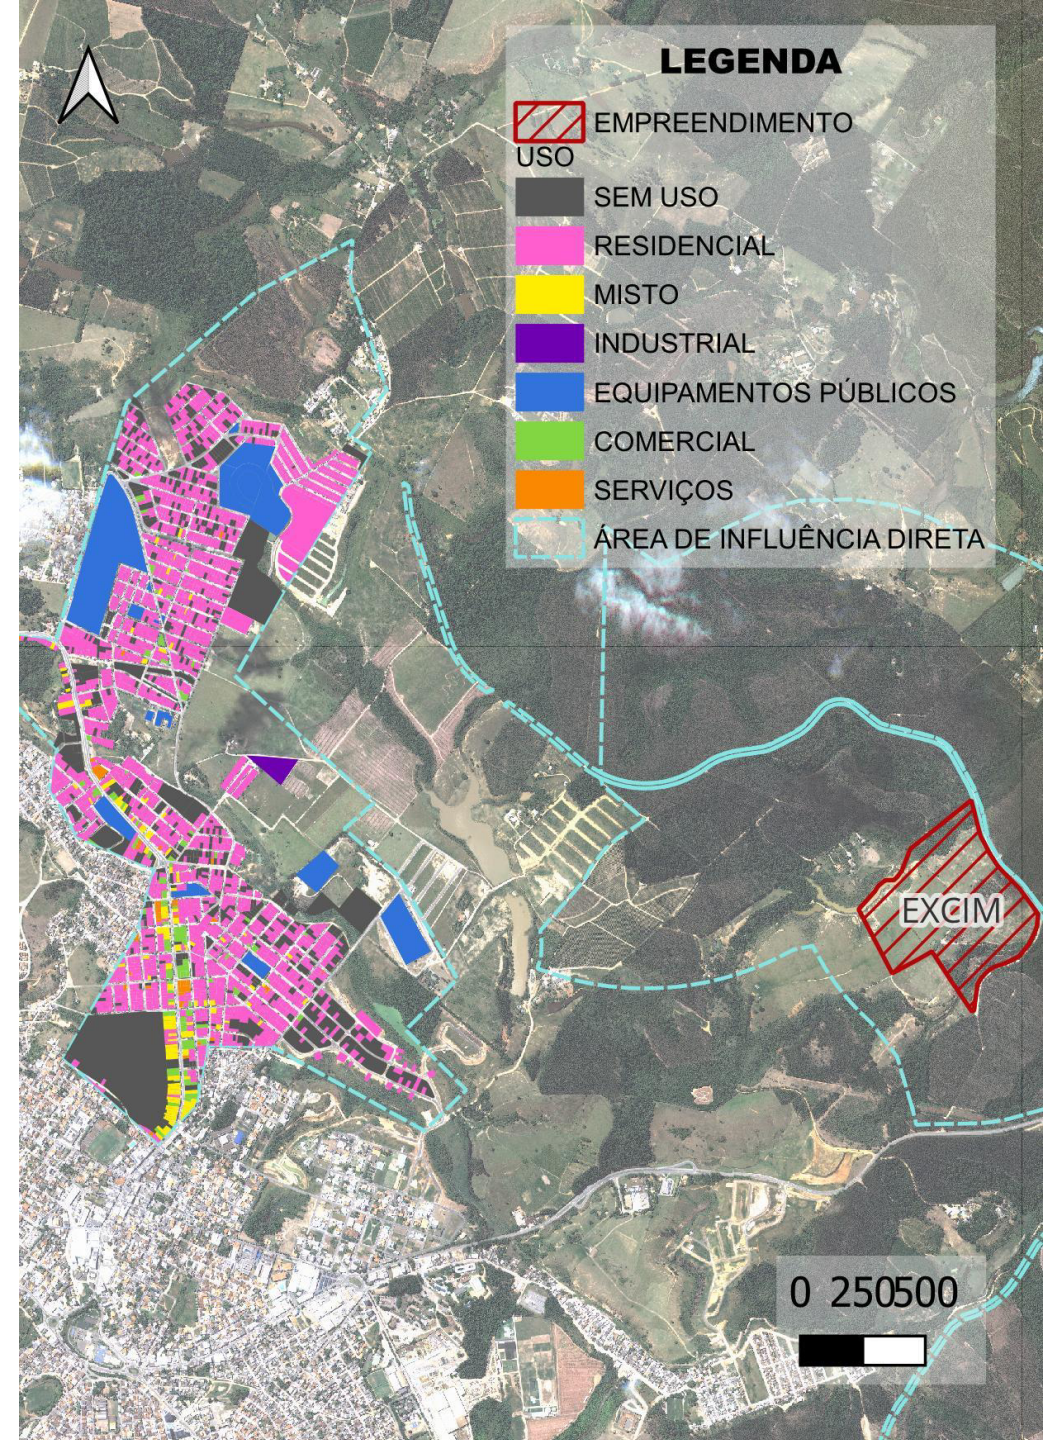 LEGENDA
EMPREENDIMENTO
USO
SEM USO
RESIDENCIAL
MISTO
INDUSTRIAL
EQUIPAMENTOS PÚBLICOS
COMERCIAL
SERVIÇOS
ÁREA DE INFLUÊNCIA DIRETA
EXCIM
0 250500